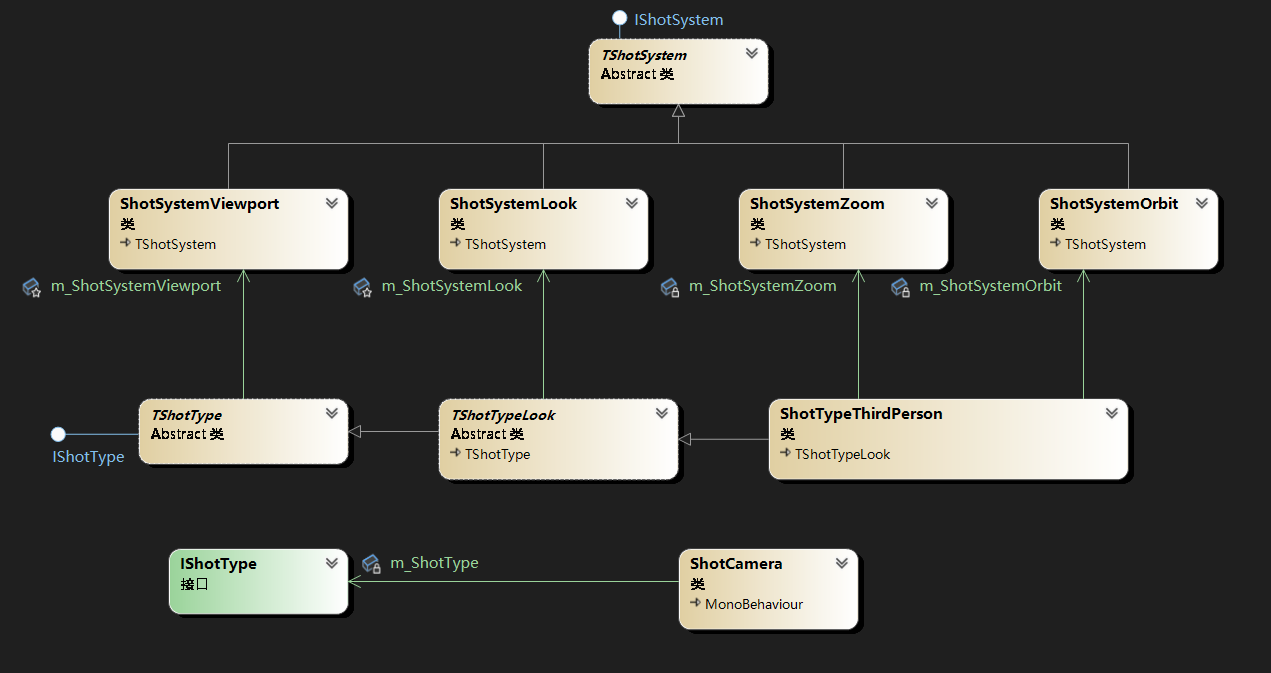 IShotSystem
TShotSystem
Abstract 类
ShotSystemViewport
类
TShotSystem
ShotSystemLook
类
TShotSystem
ShotSystemZoom
类
TShotSystem
ShotSystemOrbit
类
TShotSystem
m_ShotSystemViewport
m_ShotSystemLook
m_ShotSystemZoom
m_ShotSystemOrbit
IShotType
TShotType
Abstract 类
TShotTypeLook
Abstract 类
TShotType
ShotTypeThirdPerson
类
TShotTypeLook
IShotType
接口
m_ShotType
ShotCamera
类
MonoBehaviour